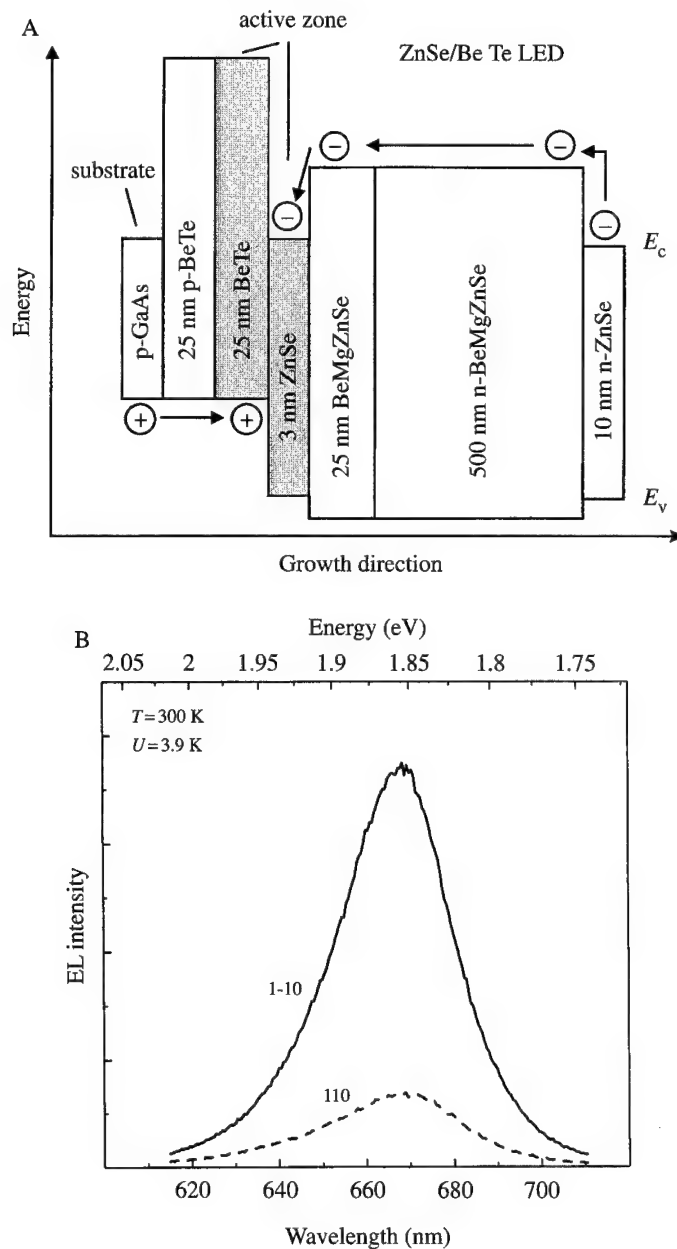 A
active zone
ZnSe/Be Te LED
substrate
Energy
p-GaAs
25 nm p-BeTe
25 nm BeTe
3 nm ZnSe
25 nm BeMgZnSe
500 nm n-BeMgZnSe
10 nm n-ZnSe
− − − −
+ +
Ec
Ev
Growth direction
B
Energy (eV)
2.05 2 1.95 1.9 1.85 1.8 1.75
T=300 K
U=3.9 K
EL intensity
1-10
110
620 640 660 680 700
Wavelength (nm)